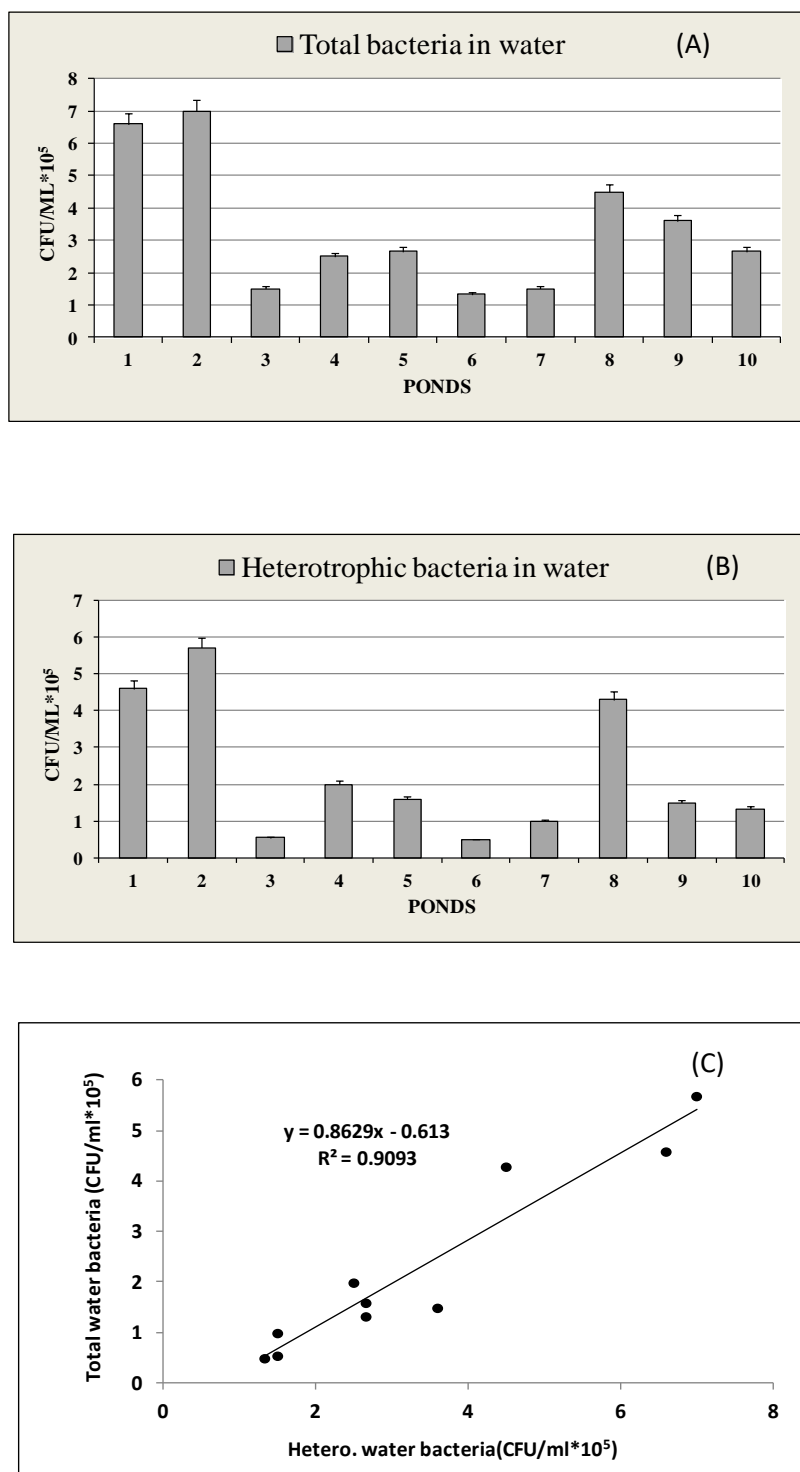 Total bacteria in water (A)
8
7
6
5
4
3
2
1
0
CFU/ML*10⁵
1 2 3 4 5 6 7 8 9 10
PONDS
Heterotrophic bacteria in water (B)
7
6
5
4
3
2
1
0
CFU/ML*10⁵
1 2 3 4 5 6 7 8 9 10
PONDS
(C)
6
5
4
3
2
1
0
Total water bacteria (CFU/ml*10⁵)
y = 0.8629x - 0.613
R² = 0.9093
0 2 4 6 8
Hetero. water bacteria(CFU/ml*10⁵)